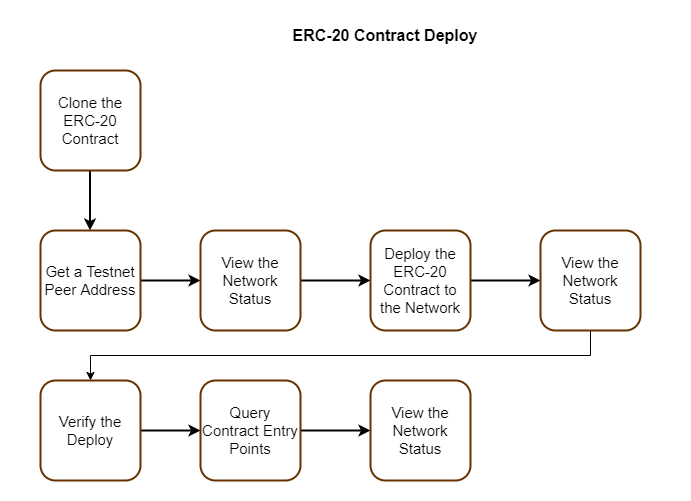 ERC-20 Contract Deploy
Clone the
ERC-20
Contract
Get a Testnet
Peer Address
View the
Network
Status
Deploy the
ERC-20
Contract to
the Network
View the
Network
Status
Verify the
Deploy
Query
Contract Entry
Points
View the
Network
Status